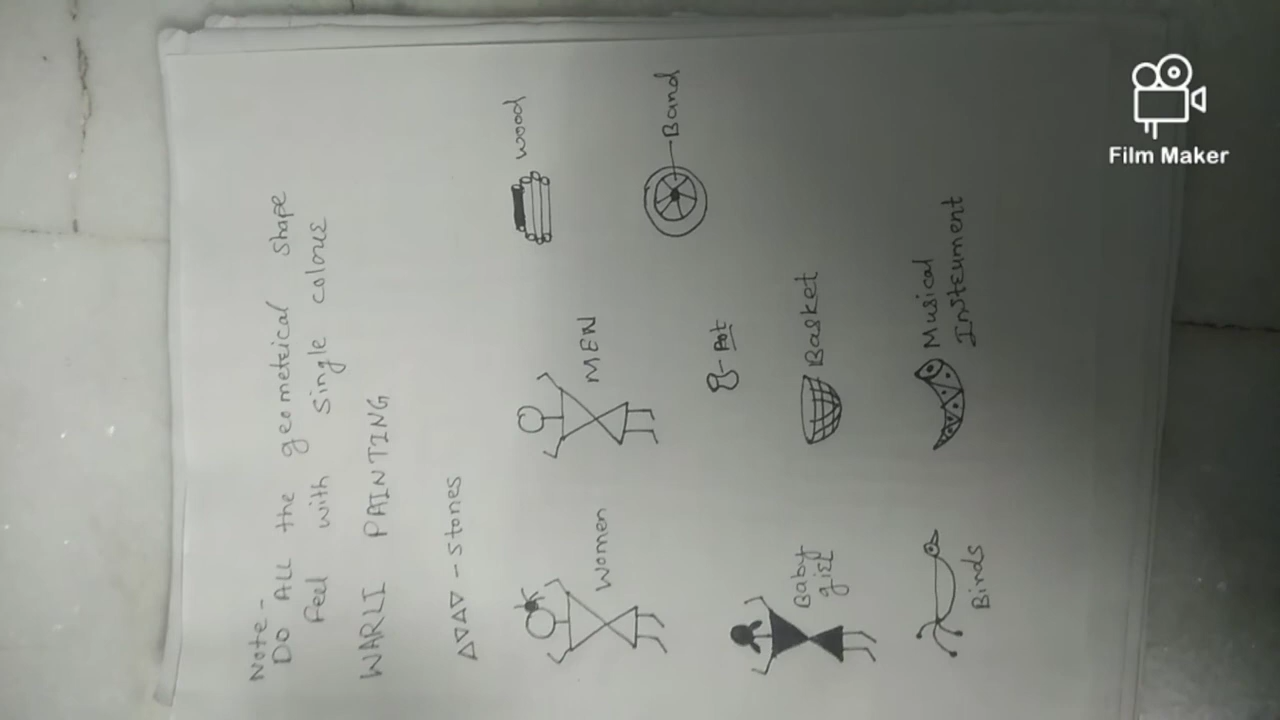 Note -
DO ALL the geometrical shape
feel with single colour
WARLI PAINTING
- stones
Women
MEN
wood
Band
Pot
Baby
girl
Basket
Birds
Musical
Instrument
Film Maker